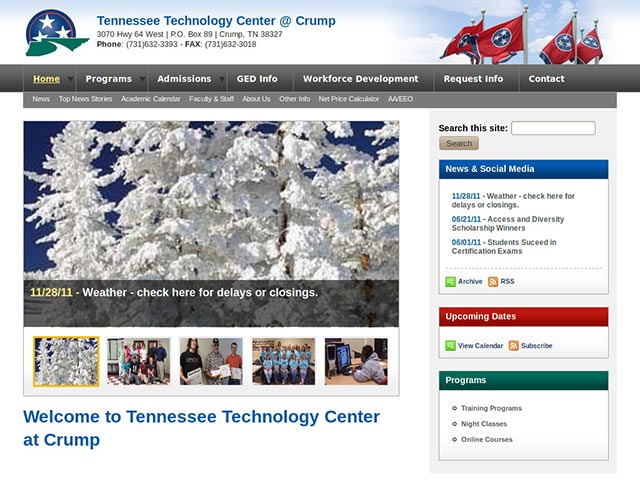 Tennessee Technology Center @ Crump
3070 Hwy 64 West | P.O. Box 89 | Crump, TN 38327
Phone: (731)632-3393 - FAX: (731)632-3018
Home Programs Admissions GED Info Workforce Development Request Info Contact
News Top News Stories Academic Calendar Faculty & Staff About Us Other Info Net Price Calculator AA/EEO
Search this site:
Search
11/28/11 - Weather - check here for delays or closings.
Welcome to Tennessee Technology Center
at Crump
News & Social Media
11/28/11 - Weather - check here for
delays or closings.
06/21/11 - Access and Diversity
Scholarship Winners
06/01/11 - Students Suceed in
Certification Exams
Archive RSS
Upcoming Dates
View Calendar Subscribe
Programs
Training Programs
Night Classes
Online Courses